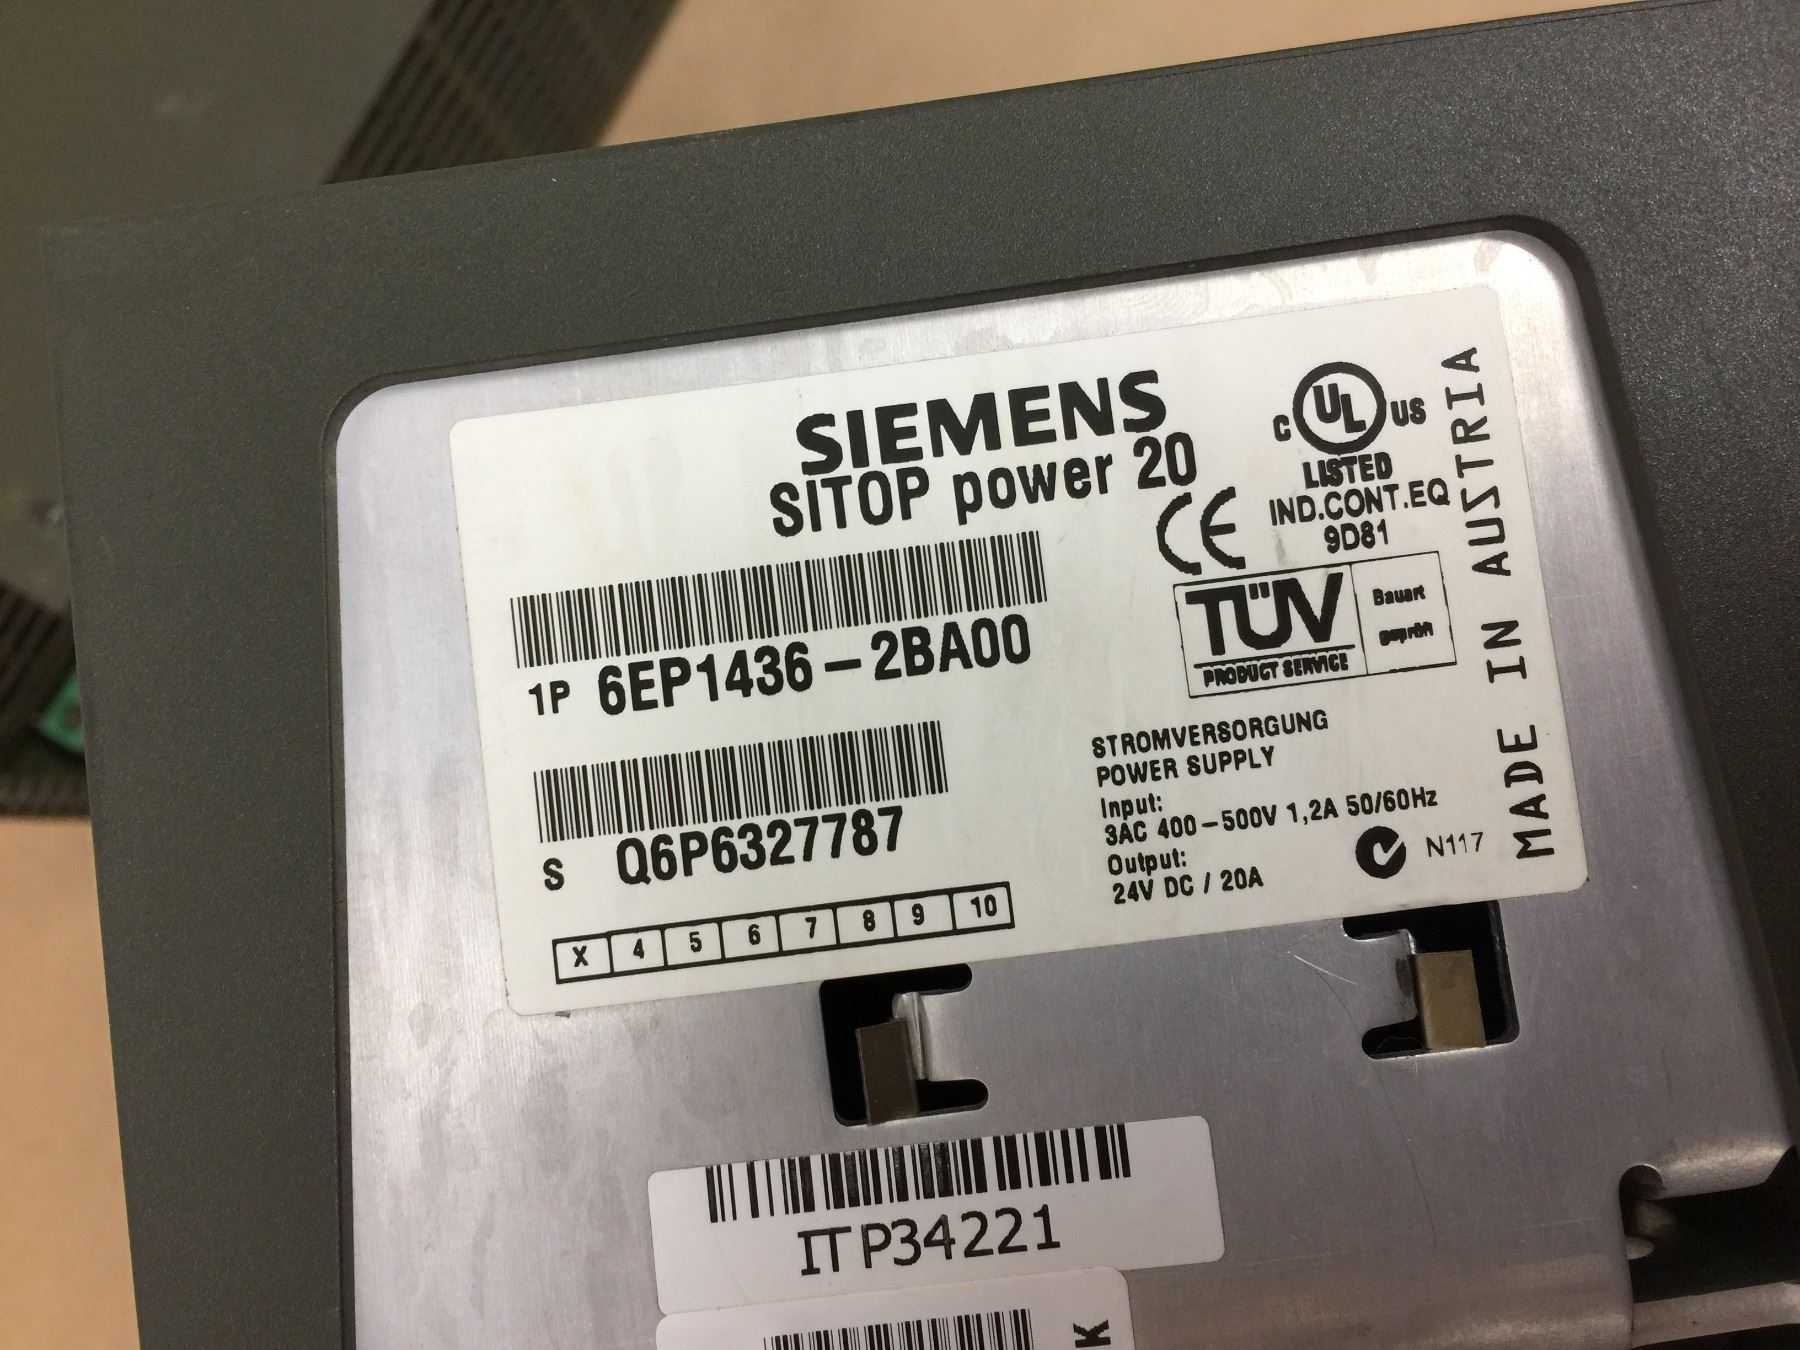 SIEMENS
SITOP power 20
1P 6EP1436-2BA00
S Q6P6327787
X 4 5 6 7 8 9 10
C UL US
LISTED
IND.CONT.EQ
9D81
CE
TÜV
PRODUCT SERVICE
Bauart
geprüft
STROMVERSORGUNG
POWER SUPPLY
Input:
3AC 400-500V 1,2A 50/60Hz
Output:
24V DC / 20A
N117
MADE IN AUSTRIA
ITP34221
K